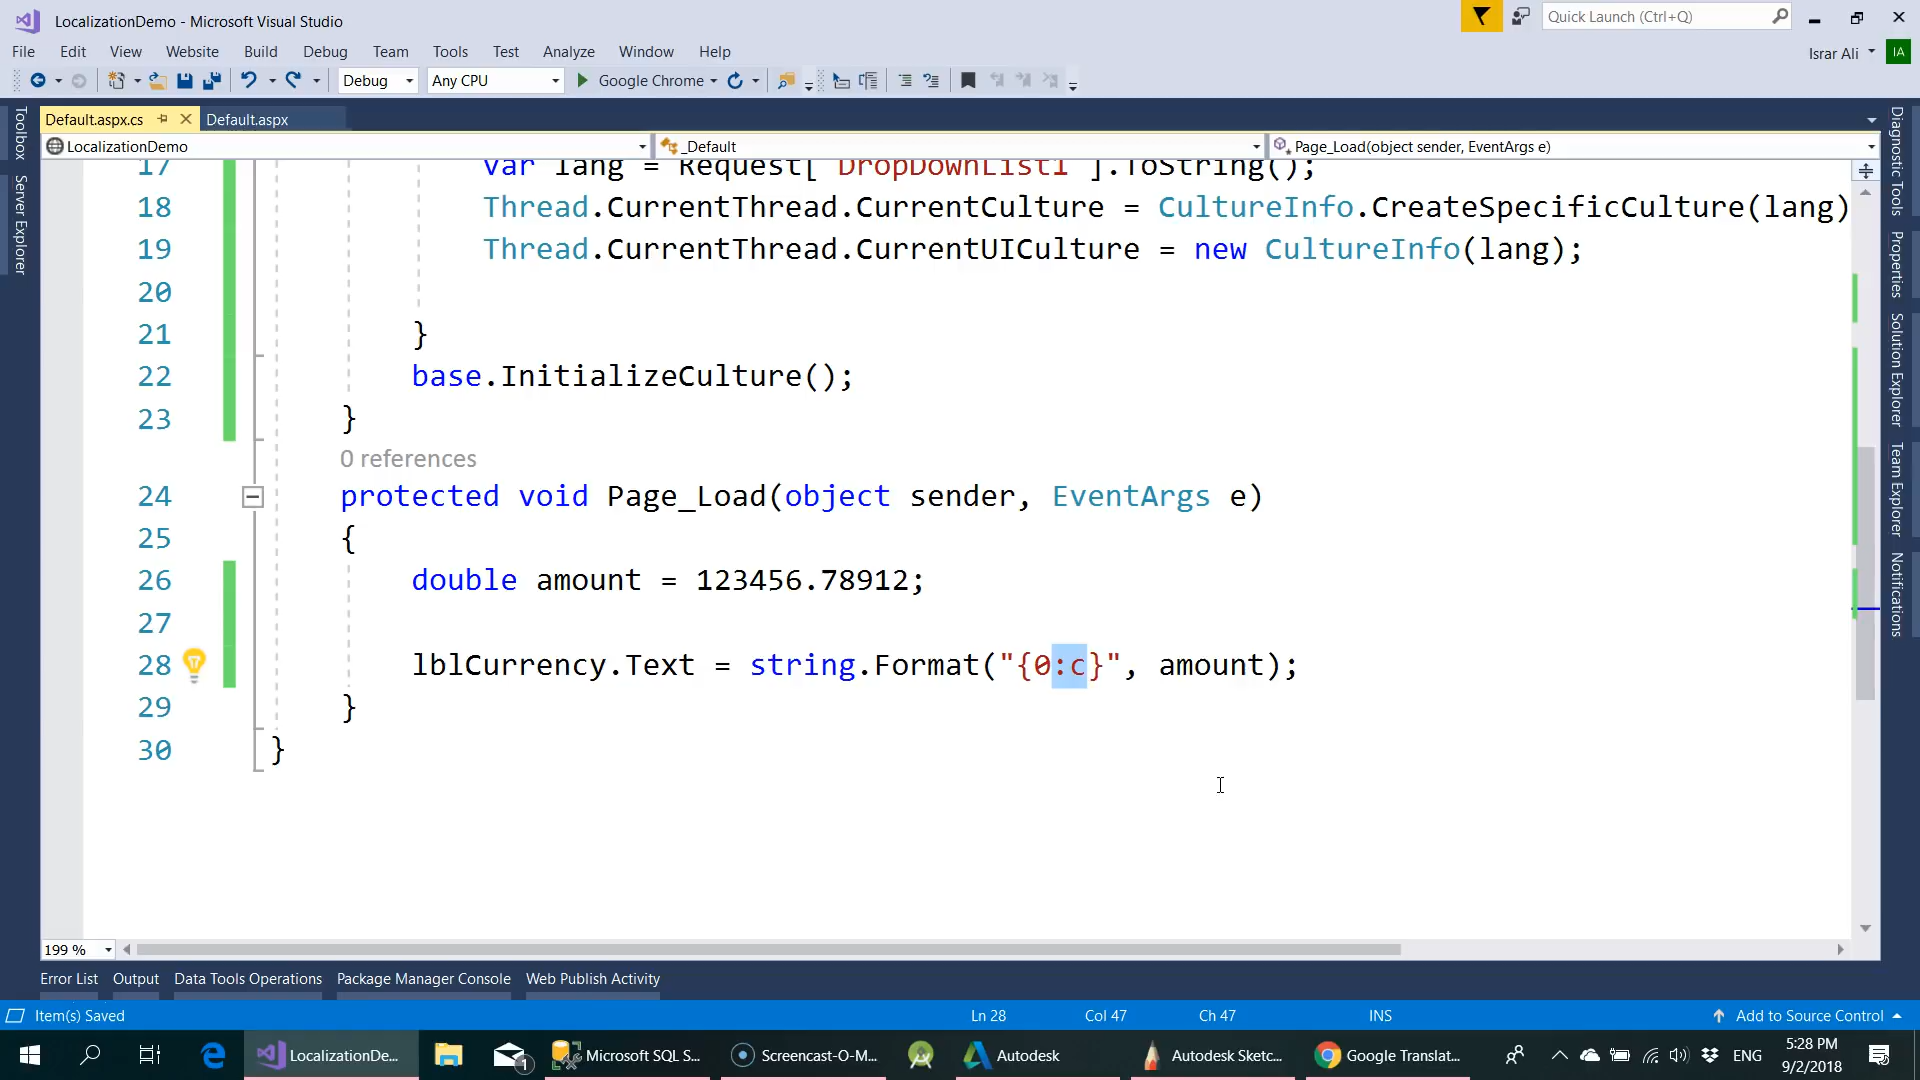 LocalizationDemo - Microsoft Visual Studio
Quick Launch (Ctrl+Q)
File Edit View Website Build Debug Team Tools Test Analyze Window Help
Israr Ali IA
Debug Any CPU Google Chrome
Default.aspx.cs Default.aspx
LocalizationDemo _Default Page_Load(object sender, EventArgs e)
Toolbox
Server Explorer
17 var lang = Request["DropDownList1"].ToString();
18 Thread.CurrentThread.CurrentCulture = CultureInfo.CreateSpecificCulture(lang)
19 Thread.CurrentThread.CurrentUICulture = new CultureInfo(lang);
20
21 }
22 base.InitializeCulture();
23 }
0 references
24 protected void Page_Load(object sender, EventArgs e)
25 {
26 double amount = 123456.78912;
27
28 lblCurrency.Text = string.Format("{0:c}", amount);
29 }
30 }
Diagnostic Tools
Properties
Solution Explorer
Team Explorer
Notifications
199 %
Error List Output Data Tools Operations Package Manager Console Web Publish Activity
Item(s) Saved Ln 28 Col 47 Ch 47 INS Add to Source Control
LocalizationDe... 1 Microsoft SQL S... Screencast-O-M... Autodesk Autodesk Sketc... Google Translat... ENG 5:28 PM
9/2/2018